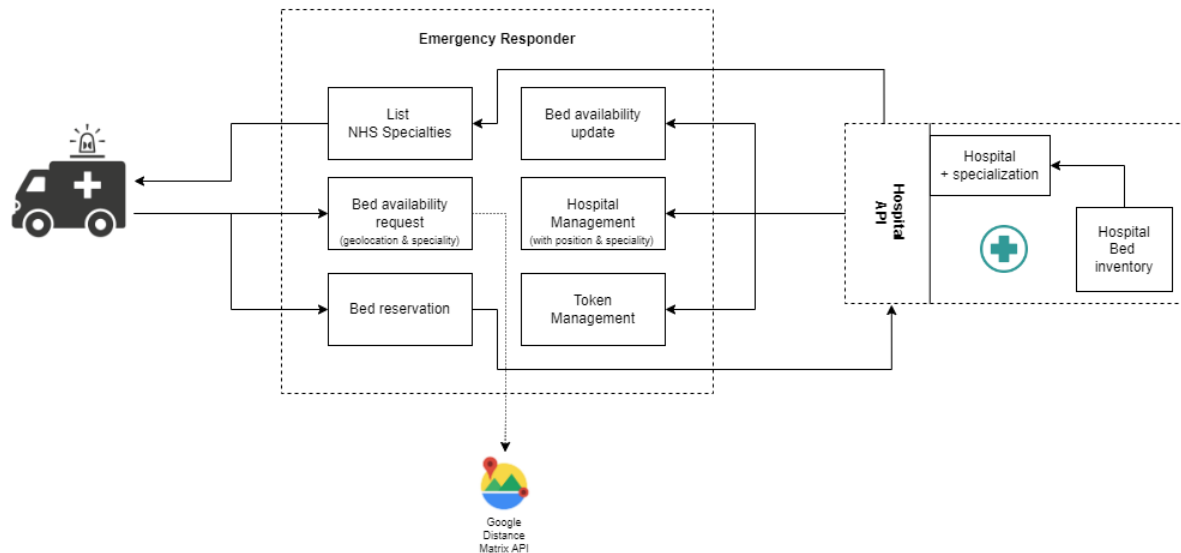 Emergency Responder
List
NHS Specialties
Bed availability
update
Bed availability
request
(geolocation & speciality)
Hospital
Management
(with position & speciality)
Bed reservation
Token
Management
Hospital
API
Hospital
+ specialization
Hospital
Bed
inventory
Google
Distance
Matrix API